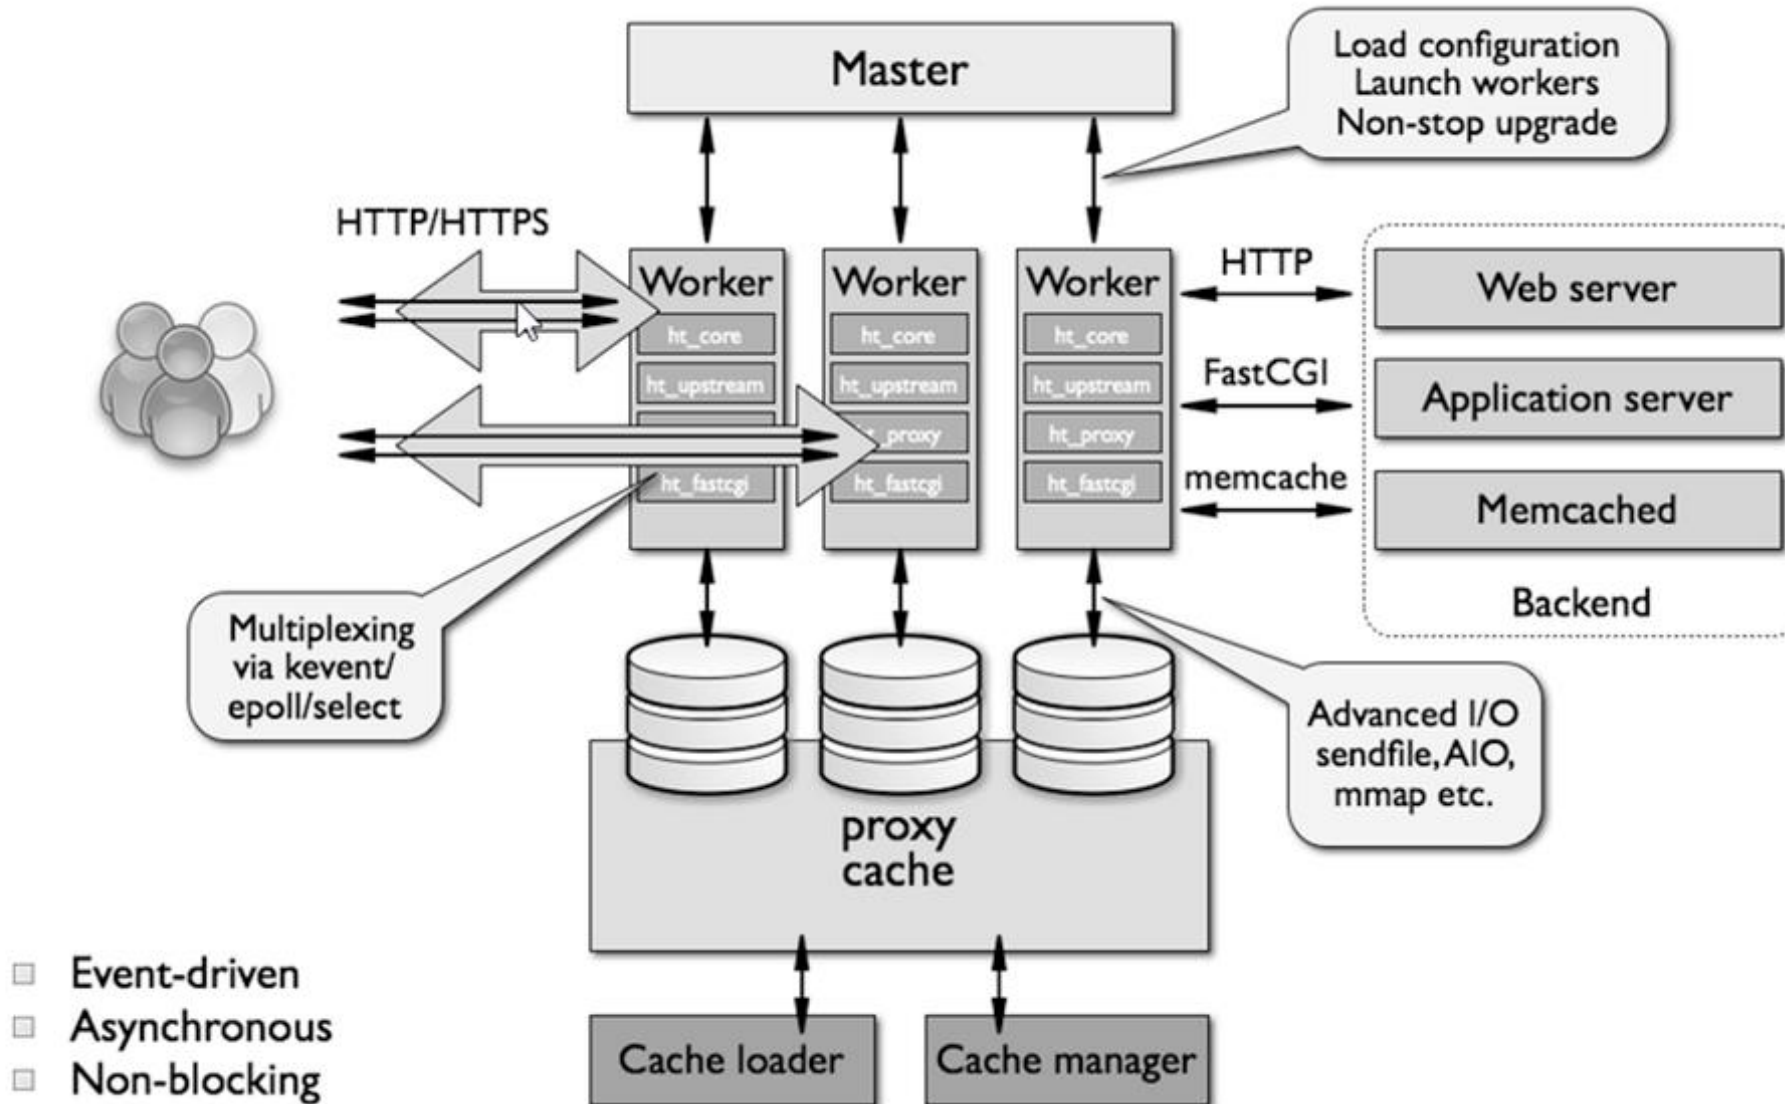 Master
Load configuration
Launch workers
Non-stop upgrade
HTTP/HTTPS
Worker
ht_core
ht_upstream
ht_fastcgi
Worker
ht_core
ht_upstream
ht_proxy
ht_fastcgi
Worker
ht_core
ht_upstream
ht_proxy
ht_fastcgi
HTTP
FastCGI
memcache
Web server
Application server
Memcached
Backend
Multiplexing
via kevent/
epoll/select
Advanced I/O
sendfile, AIO,
mmap etc.
proxy
cache
Cache loader
Cache manager
Event-driven
Asynchronous
Non-blocking